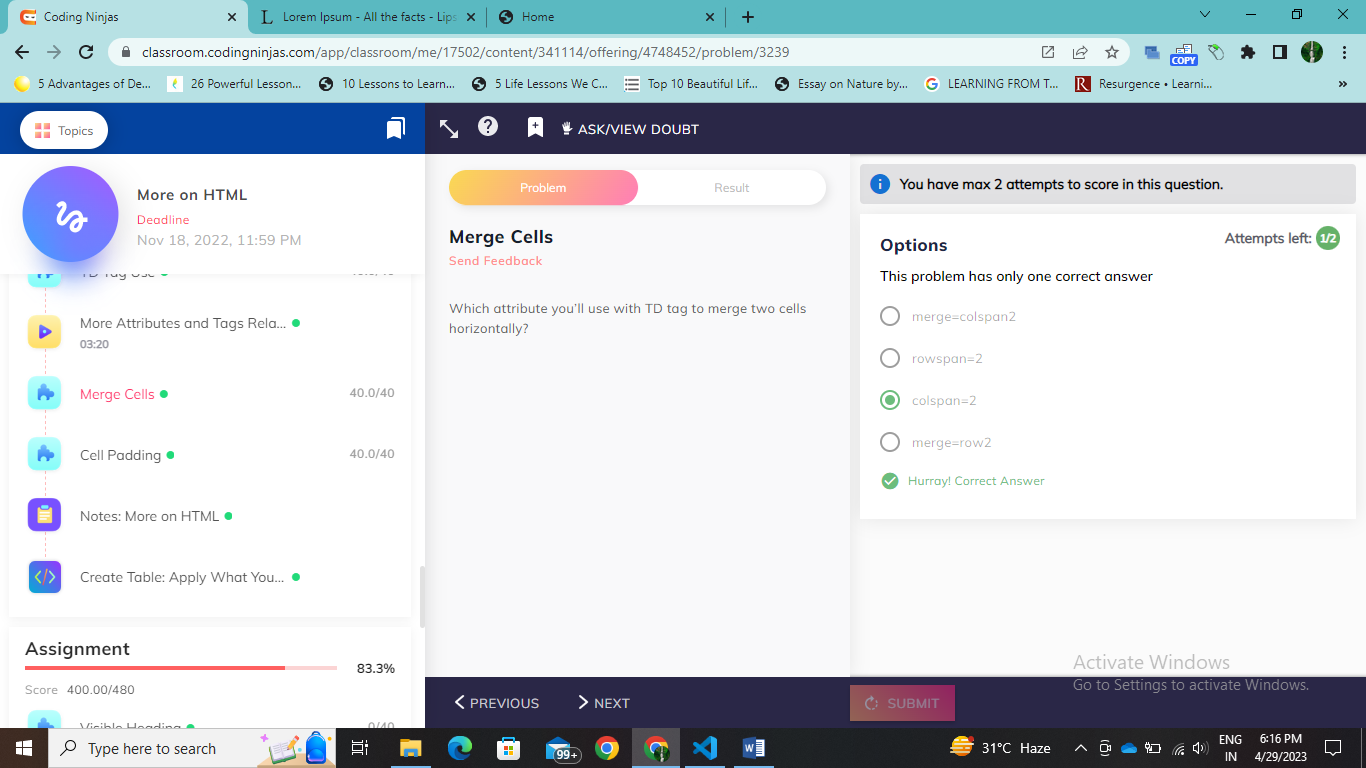 Coding Ninjas
Lorem Ipsum - All the facts - Lips
Home
classroom.codingninjas.com/app/classroom/me/17502/content/341114/offering/4748452/problem/3239
COPY
5 Advantages of De...
26 Powerful Lesson...
10 Lessons to Learn...
5 Life Lessons We C...
Top 10 Beautiful Lif...
Essay on Nature by...
LEARNING FROM T...
Resurgence • Learni...
»
Topics
ASK/VIEW DOUBT
More on HTML
Deadline
Nov 18, 2022, 11:59 PM
TD Tag Use
More Attributes and Tags Rela...
03:20
Merge Cells
40.0/40
Cell Padding
40.0/40
Notes: More on HTML
Create Table: Apply What You...
Assignment
83.3%
Score 400.00/480
Visible Heading
0/40
Problem
Result
Merge Cells
Send Feedback
Which attribute you’ll use with TD tag to merge two cells
horizontally?
PREVIOUS
NEXT
You have max 2 attempts to score in this question.
Options
Attempts left: 1/2
This problem has only one correct answer
merge=colspan2
rowspan=2
colspan=2
merge=row2
Hurray! Correct Answer
SUBMIT
Activate Windows
Go to Settings to activate Windows.
Type here to search
99+
31°C Haze
ENG
IN
6:16 PM
4/29/2023